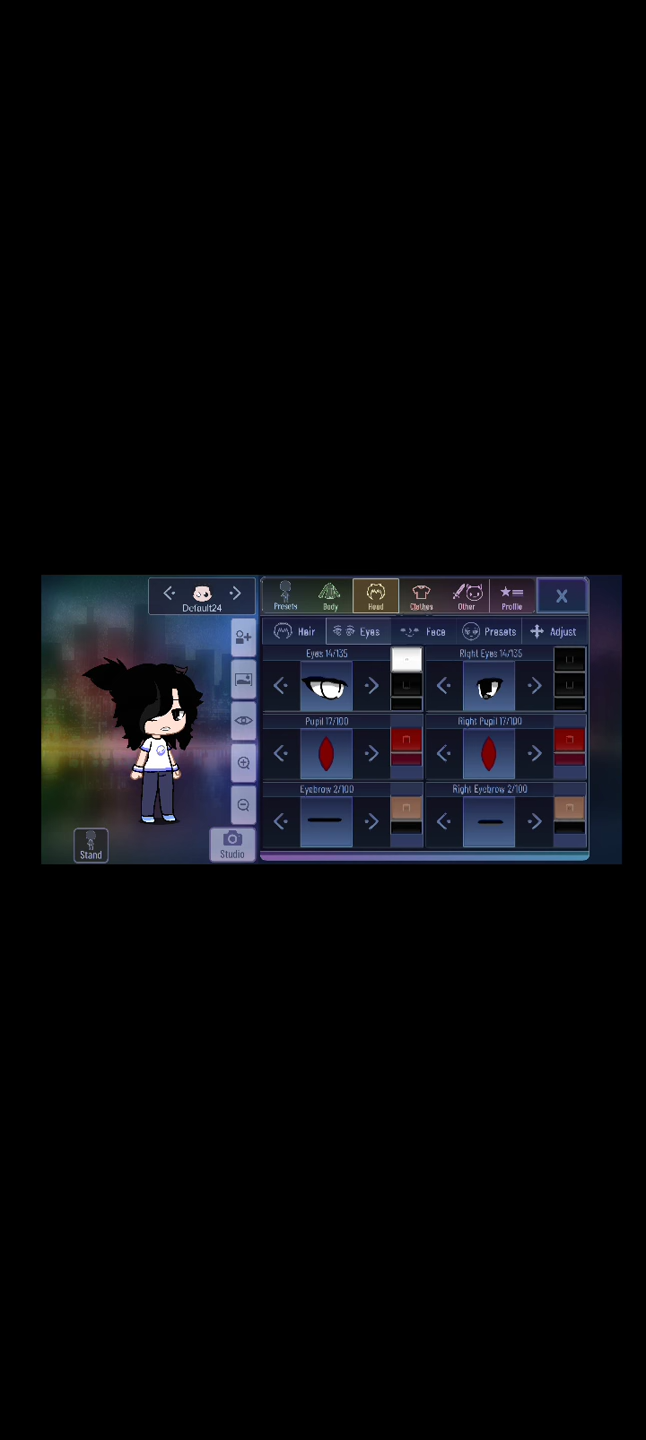 Default24
Presets
Body
Head
Clothes
Other
Profile
X
Hair
Eyes
Face
Presets
Adjust
Eyes 14/135
Right Eyes 14/135
Pupil 17/100
Right Pupil 17/100
Eyebrow 2/100
Right Eyebrow 2/100
Stand
Studio